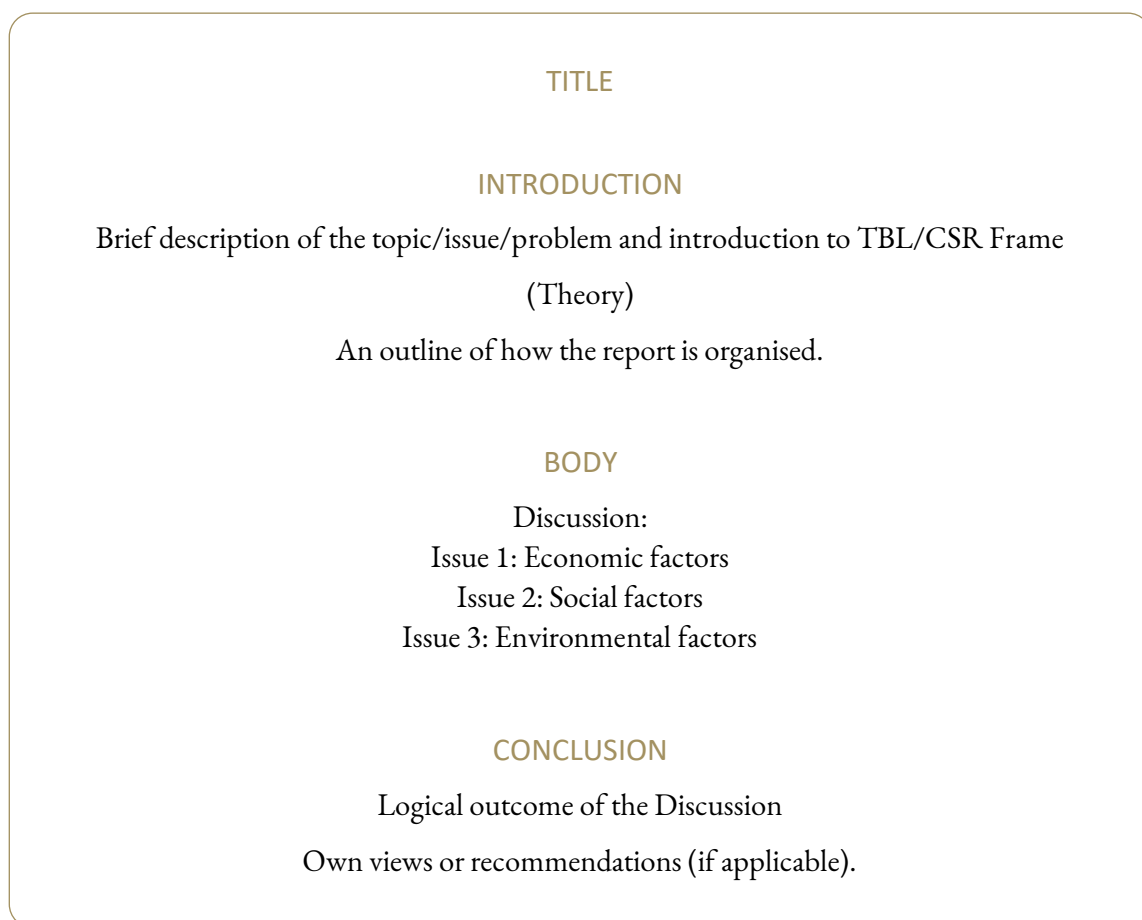 TITLE
INTRODUCTION
Brief description of the topic/issue/problem and introduction to TBL/CSR Frame
(Theory)
An outline of how the report is organised.
BODY
Discussion:
Issue 1: Economic factors
Issue 2: Social factors
Issue 3: Environmental factors
CONCLUSION
Logical outcome of the Discussion
Own views or recommendations (if applicable).